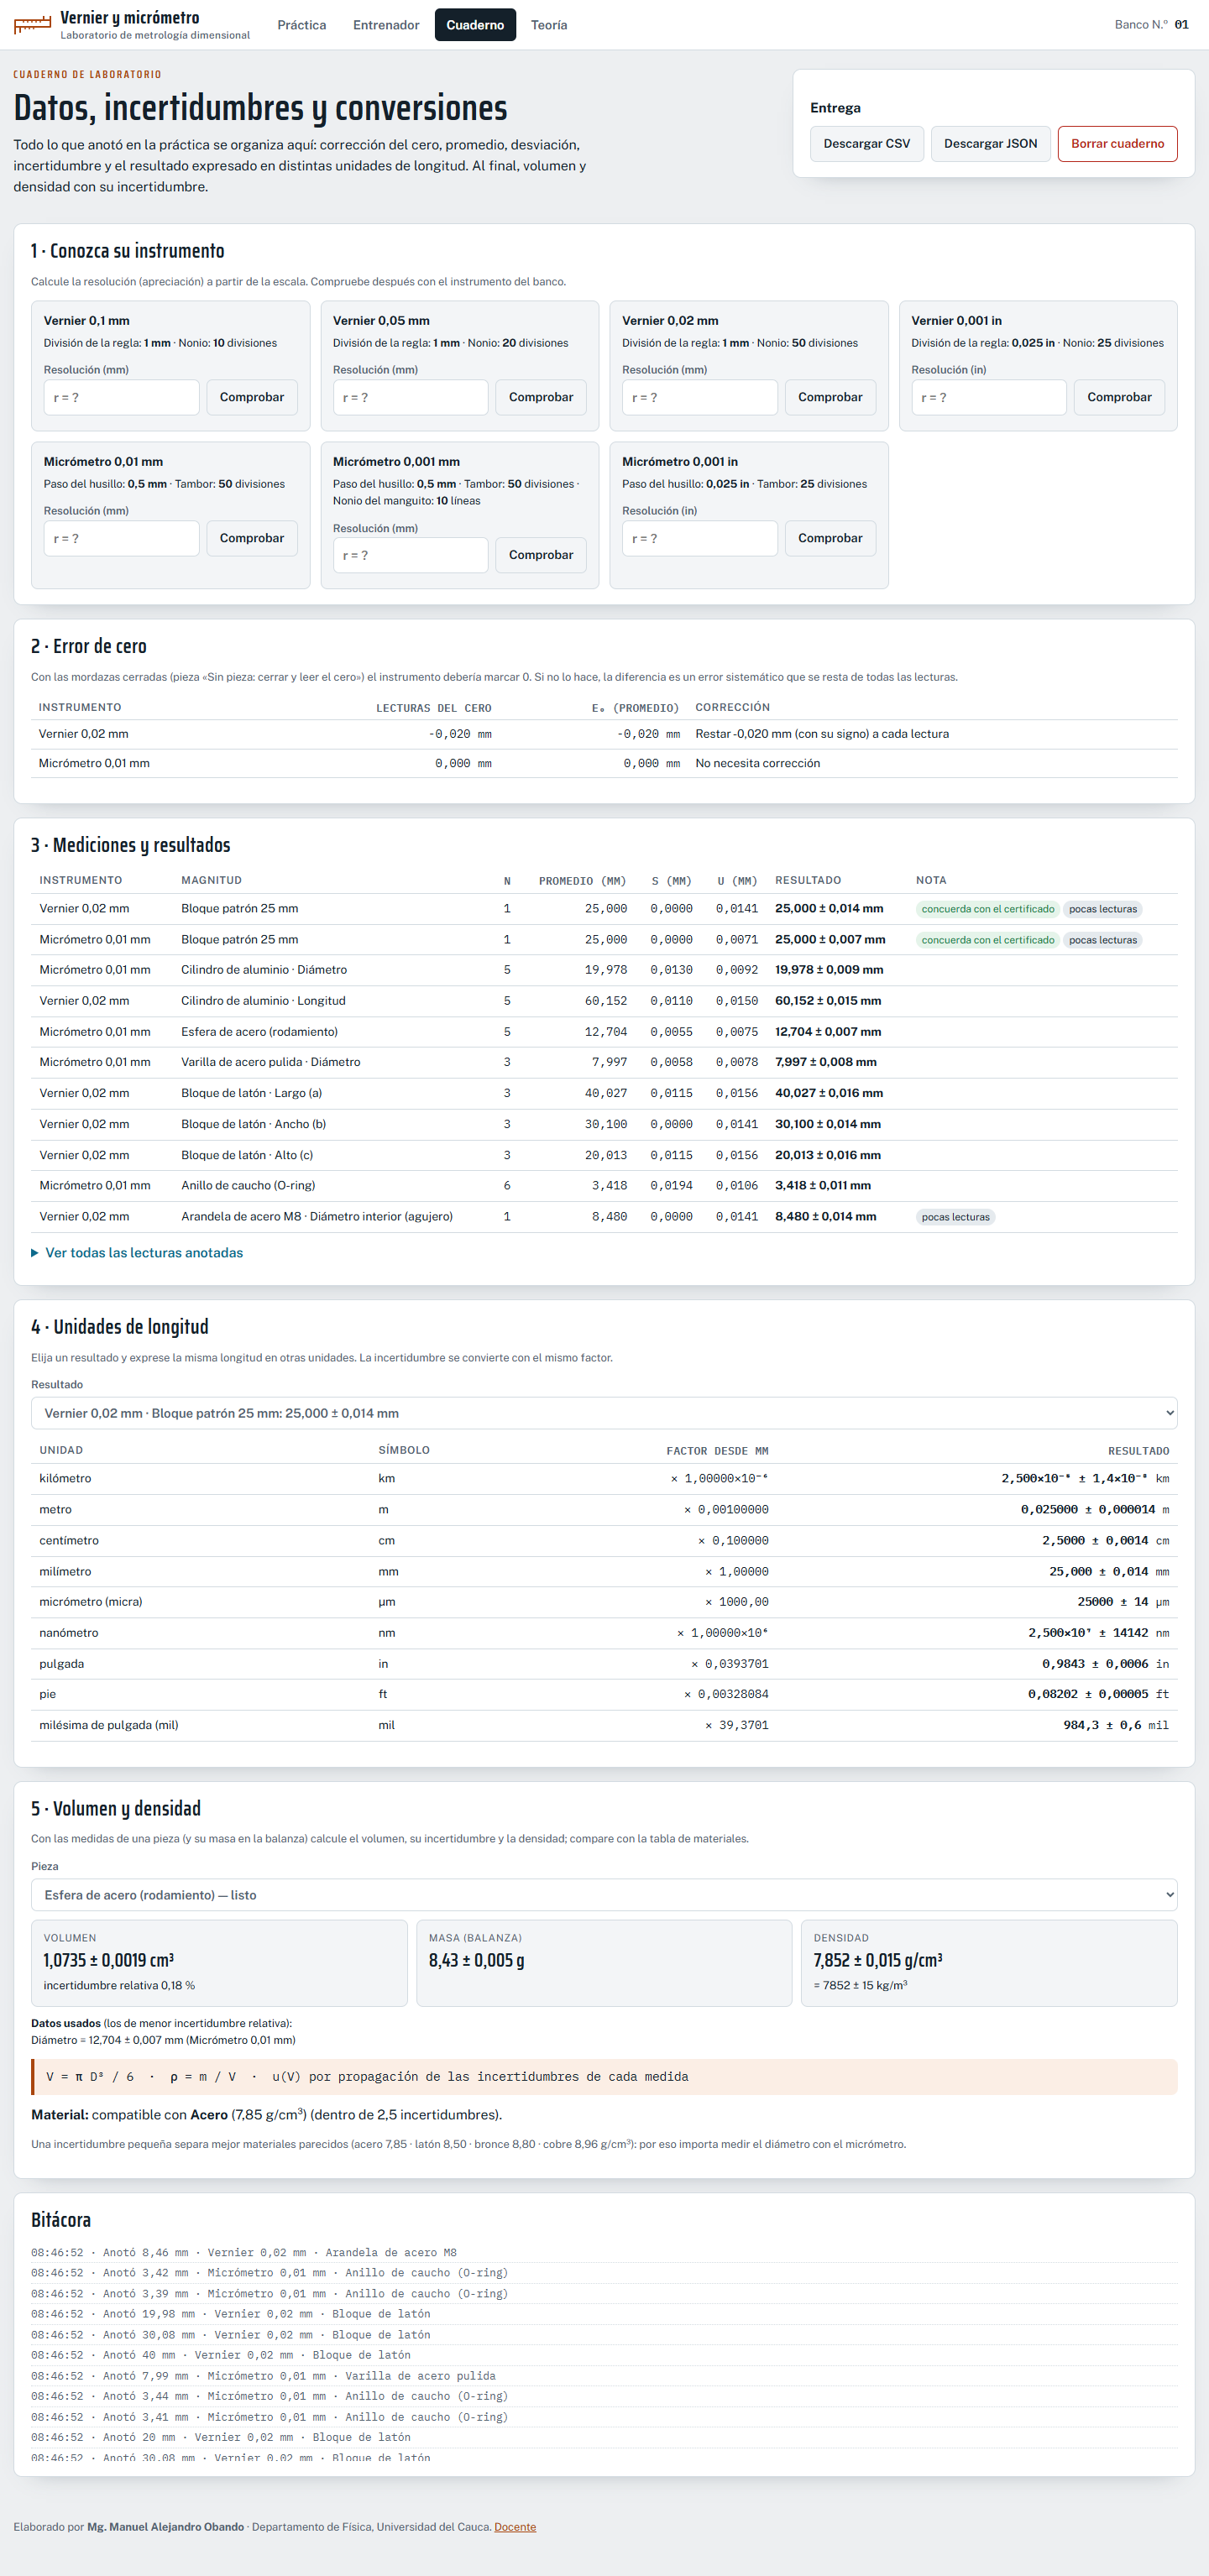 Vernier y micrómetro
Laboratorio de metrología dimensional
Práctica
Entrenador
Cuaderno
Teoría
Banco N.º 01
CUADERNO DE LABORATORIO
Datos, incertidumbres y conversiones
Todo lo que anotó en la práctica se organiza aquí: corrección del cero, promedio, desviación,
incertidumbre y el resultado expresado en distintas unidades de longitud. Al final, volumen y
densidad con su incertidumbre.
Entrega
Descargar CSV
Descargar JSON
Borrar cuaderno
1 · Conozca su instrumento
Calcule la resolución (apreciación) a partir de la escala. Compruebe después con el instrumento del banco.
Vernier 0,1 mm
División de la regla: 1 mm · Nonio: 10 divisiones
Resolución (mm)
r = ?
Comprobar
Vernier 0,05 mm
División de la regla: 1 mm · Nonio: 20 divisiones
Resolución (mm)
r = ?
Comprobar
Vernier 0,02 mm
División de la regla: 1 mm · Nonio: 50 divisiones
Resolución (mm)
r = ?
Comprobar
Vernier 0,001 in
División de la regla: 0,025 in · Nonio: 25 divisiones
Resolución (in)
r = ?
Comprobar
Micrómetro 0,01 mm
Paso del husillo: 0,5 mm · Tambor: 50 divisiones
Resolución (mm)
r = ?
Comprobar
Micrómetro 0,001 mm
Paso del husillo: 0,5 mm · Tambor: 50 divisiones ·
Nonio del manguito: 10 líneas
Resolución (mm)
r = ?
Comprobar
Micrómetro 0,001 in
Paso del husillo: 0,025 in · Tambor: 25 divisiones
Resolución (in)
r = ?
Comprobar
2 · Error de cero
Con las mordazas cerradas (pieza «Sin pieza: cerrar y leer el cero») el instrumento debería marcar 0. Si no lo hace, la diferencia es un error sistemático que se resta de todas las lecturas.
INSTRUMENTO LECTURAS DEL CERO E₀ (PROMEDIO) CORRECCIÓN
Vernier 0,02 mm -0,020 mm -0,020 mm Restar -0,020 mm (con su signo) a cada lectura
Micrómetro 0,01 mm 0,000 mm 0,000 mm No necesita corrección
3 · Mediciones y resultados
INSTRUMENTO MAGNITUD N PROMEDIO (MM) S (MM) U (MM) RESULTADO NOTA
Vernier 0,02 mm Bloque patrón 25 mm 1 25,000 0,0000 0,0141 25,000 ± 0,014 mm concuerda con el certificado pocas lecturas
Micrómetro 0,01 mm Bloque patrón 25 mm 1 25,000 0,0000 0,0071 25,000 ± 0,007 mm concuerda con el certificado pocas lecturas
Micrómetro 0,01 mm Cilindro de aluminio · Diámetro 5 19,978 0,0130 0,0092 19,978 ± 0,009 mm
Vernier 0,02 mm Cilindro de aluminio · Longitud 5 60,152 0,0110 0,0150 60,152 ± 0,015 mm
Micrómetro 0,01 mm Esfera de acero (rodamiento) 5 12,704 0,0055 0,0075 12,704 ± 0,007 mm
Micrómetro 0,01 mm Varilla de acero pulida · Diámetro 3 7,997 0,0058 0,0078 7,997 ± 0,008 mm
Vernier 0,02 mm Bloque de latón · Largo (a) 3 40,027 0,0115 0,0156 40,027 ± 0,016 mm
Vernier 0,02 mm Bloque de latón · Ancho (b) 3 30,100 0,0000 0,0141 30,100 ± 0,014 mm
Vernier 0,02 mm Bloque de latón · Alto (c) 3 20,013 0,0115 0,0156 20,013 ± 0,016 mm
Micrómetro 0,01 mm Anillo de caucho (O-ring) 6 3,418 0,0194 0,0106 3,418 ± 0,011 mm
Vernier 0,02 mm Arandela de acero M8 · Diámetro interior (agujero) 1 8,480 0,0000 0,0141 8,480 ± 0,014 mm pocas lecturas
▶ Ver todas las lecturas anotadas
4 · Unidades de longitud
Elija un resultado y exprese la misma longitud en otras unidades. La incertidumbre se convierte con el mismo factor.
Resultado
Vernier 0,02 mm · Bloque patrón 25 mm: 25,000 ± 0,014 mm
UNIDAD SÍMBOLO FACTOR DESDE MM RESULTADO
kilómetro km × 1,00000×10⁻⁶ 2,500×10⁻⁵ ± 1,4×10⁻⁸ km
metro m × 0,00100000 0,025000 ± 0,000014 m
centímetro cm × 0,100000 2,5000 ± 0,0014 cm
milímetro mm × 1,00000 25,000 ± 0,014 mm
micrómetro (micra) µm × 1000,00 25000 ± 14 µm
nanómetro nm × 1,00000×10⁶ 2,500×10⁷ ± 14142 nm
pulgada in × 0,0393701 0,9843 ± 0,0006 in
pie ft × 0,00328084 0,08202 ± 0,00005 ft
milésima de pulgada (mil) mil × 39,3701 984,3 ± 0,6 mil
5 · Volumen y densidad
Con las medidas de una pieza (y su masa en la balanza) calcule el volumen, su incertidumbre y la densidad; compare con la tabla de materiales.
Pieza
Esfera de acero (rodamiento) — listo
VOLUMEN
1,0735 ± 0,0019 cm³
incertidumbre relativa 0,18 %
MASA (BALANZA)
8,43 ± 0,005 g
DENSIDAD
7,852 ± 0,015 g/cm³
= 7852 ± 15 kg/m³
Datos usados (los de menor incertidumbre relativa):
Diámetro = 12,704 ± 0,007 mm (Micrómetro 0,01 mm)
V = π D³ / 6 · ρ = m / V · u(V) por propagación de las incertidumbres de cada medida
Material: compatible con Acero (7,85 g/cm³) (dentro de 2,5 incertidumbres).
Una incertidumbre pequeña separa mejor materiales parecidos (acero 7,85 · latón 8,50 · bronce 8,80 · cobre 8,96 g/cm³): por eso importa medir el diámetro con el micrómetro.
Bitácora
08:46:52 · Anotó 8,46 mm · Vernier 0,02 mm · Arandela de acero M8
08:46:52 · Anotó 3,42 mm · Micrómetro 0,01 mm · Anillo de caucho (O-ring)
08:46:52 · Anotó 3,39 mm · Micrómetro 0,01 mm · Anillo de caucho (O-ring)
08:46:52 · Anotó 19,98 mm · Vernier 0,02 mm · Bloque de latón
08:46:52 · Anotó 30,08 mm · Vernier 0,02 mm · Bloque de latón
08:46:52 · Anotó 40 mm · Vernier 0,02 mm · Bloque de latón
08:46:52 · Anotó 7,99 mm · Micrómetro 0,01 mm · Varilla de acero pulida
08:46:52 · Anotó 3,44 mm · Micrómetro 0,01 mm · Anillo de caucho (O-ring)
08:46:52 · Anotó 3,41 mm · Micrómetro 0,01 mm · Anillo de caucho (O-ring)
08:46:52 · Anotó 20 mm · Vernier 0,02 mm · Bloque de latón
08:46:52 · Anotó 30,08 mm · Vernier 0,02 mm · Bloque de latón
Elaborado por Mg. Manuel Alejandro Obando · Departamento de Física, Universidad del Cauca. Docente